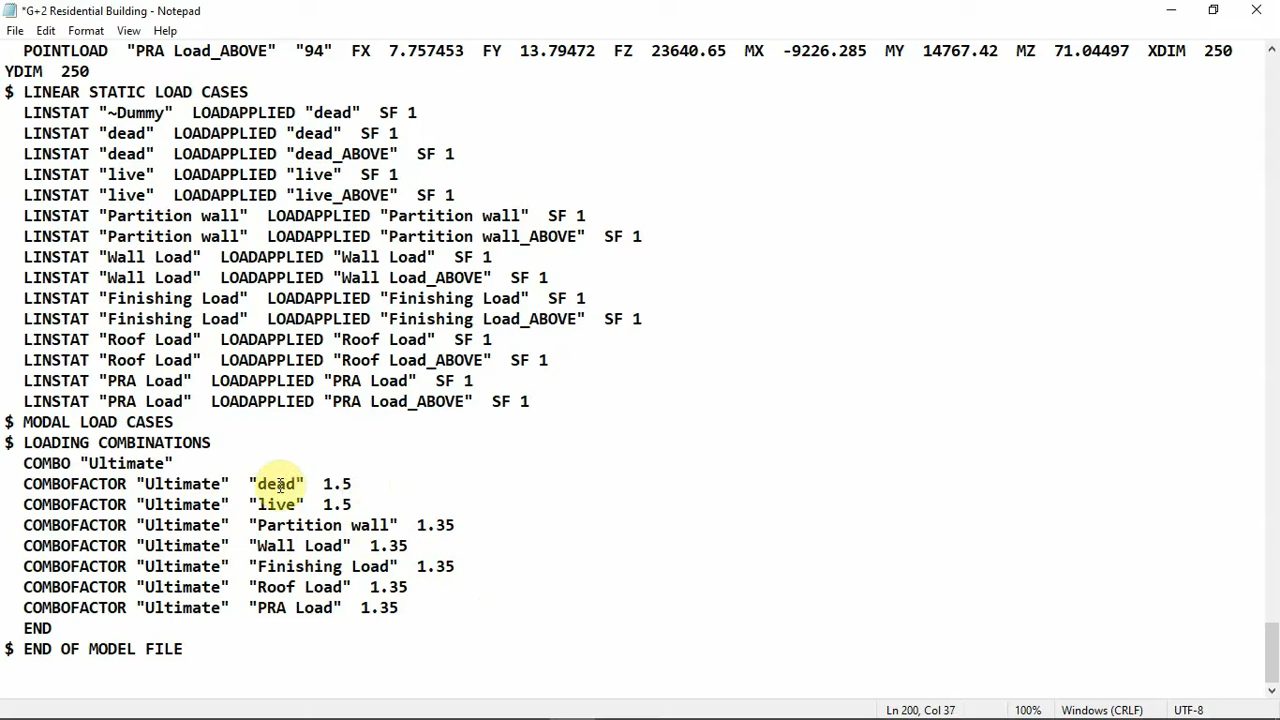 *G+2 Residential Building - Notepad
File Edit Format View Help
POINTLOAD "PRA Load_ABOVE" "94" FX 7.757453 FY 13.79472 FZ 23640.65 MX -9226.285 MY 14767.42 MZ 71.04497 XDIM 250
YDIM 250
$ LINEAR STATIC LOAD CASES
LINSTAT "~Dummy" LOADAPPLIED "dead" SF 1
LINSTAT "dead" LOADAPPLIED "dead" SF 1
LINSTAT "dead" LOADAPPLIED "dead_ABOVE" SF 1
LINSTAT "live" LOADAPPLIED "live" SF 1
LINSTAT "live" LOADAPPLIED "live_ABOVE" SF 1
LINSTAT "Partition wall" LOADAPPLIED "Partition wall" SF 1
LINSTAT "Partition wall" LOADAPPLIED "Partition wall_ABOVE" SF 1
LINSTAT "Wall Load" LOADAPPLIED "Wall Load" SF 1
LINSTAT "Wall Load" LOADAPPLIED "Wall Load_ABOVE" SF 1
LINSTAT "Finishing Load" LOADAPPLIED "Finishing Load" SF 1
LINSTAT "Finishing Load" LOADAPPLIED "Finishing Load_ABOVE" SF 1
LINSTAT "Roof Load" LOADAPPLIED "Roof Load" SF 1
LINSTAT "Roof Load" LOADAPPLIED "Roof Load_ABOVE" SF 1
LINSTAT "PRA Load" LOADAPPLIED "PRA Load" SF 1
LINSTAT "PRA Load" LOADAPPLIED "PRA Load_ABOVE" SF 1
$ MODAL LOAD CASES
$ LOADING COMBINATIONS
COMBO "Ultimate"
COMBOFACTOR "Ultimate" "dead" 1.5
COMBOFACTOR "Ultimate" "live" 1.5
COMBOFACTOR "Ultimate" "Partition wall" 1.35
COMBOFACTOR "Ultimate" "Wall Load" 1.35
COMBOFACTOR "Ultimate" "Finishing Load" 1.35
COMBOFACTOR "Ultimate" "Roof Load" 1.35
COMBOFACTOR "Ultimate" "PRA Load" 1.35
END
$ END OF MODEL FILE
Ln 200, Col 37 100% Windows (CRLF) UTF-8